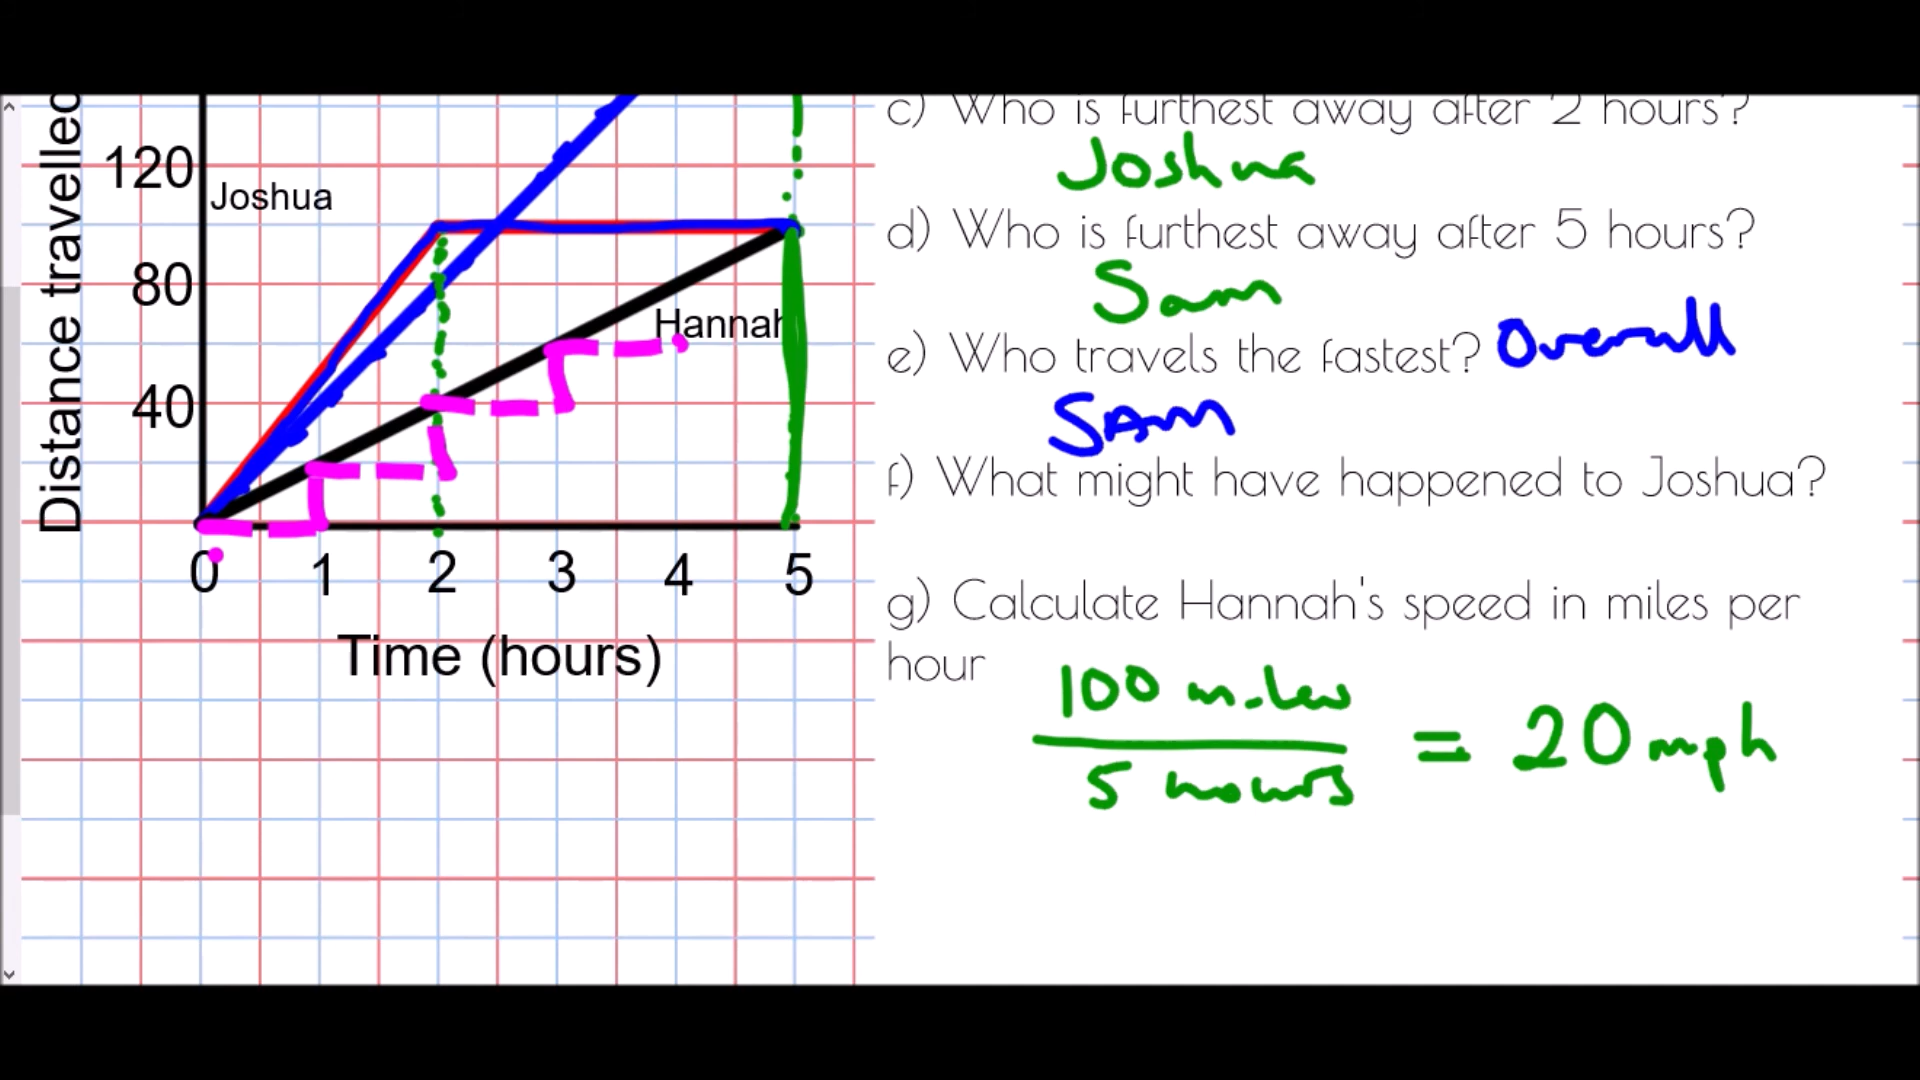 Distance travelled
120
80
40
Joshua
Hannah
0 1 2 3 4 5
Time (hours)
c) Who is furthest away after 2 hours?
Joshua
d) Who is furthest away after 5 hours?
Sam
e) Who travels the fastest? Overall
SAM
f) What might have happened to Joshua?
g) Calculate Hannah's speed in miles per
hour
100 miles
5 hours
= 20 mph